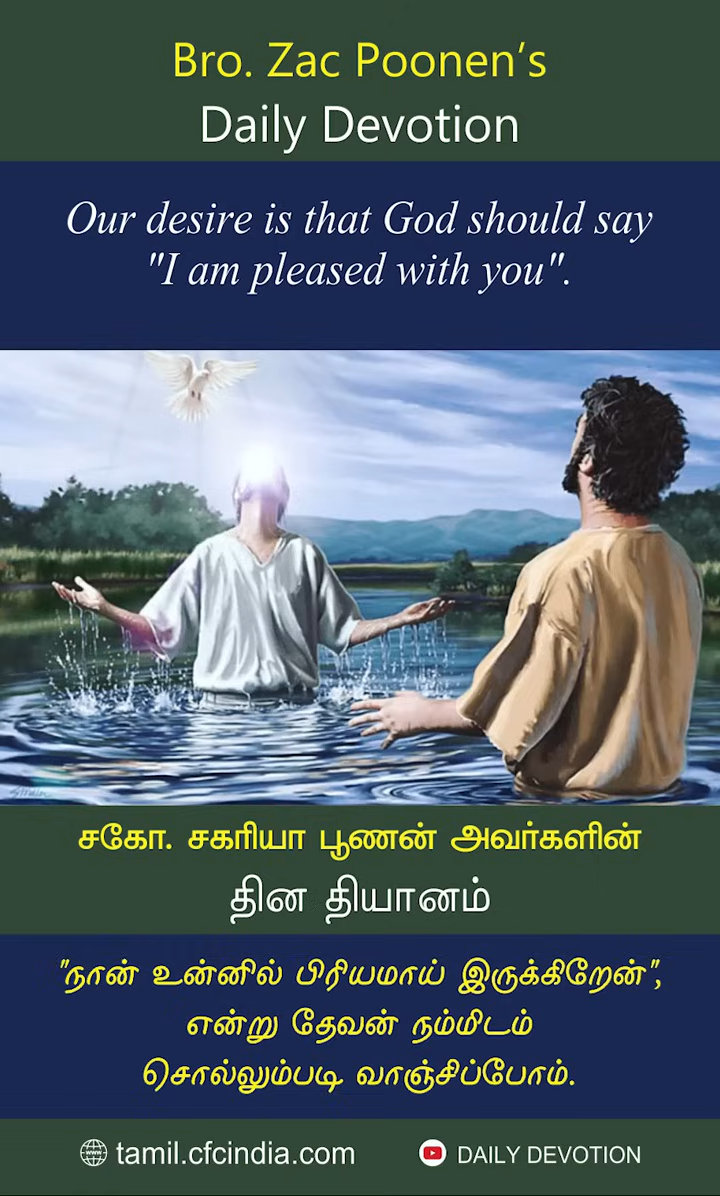 Bro. Zac Poonen's
Daily Devotion
Our desire is that God should say
"I am pleased with you".
சகோ. சகரியா பூணன் அவர்களின்
தின தியானம்
"நான் உன்னில் பிரியமாய் இருக்கிறேன்",
என்று தேவன் நம்மிடம்
சொல்லும்படி வாஞ்சிப்போம்.
tamil.cfcindia.com DAILY DEVOTION